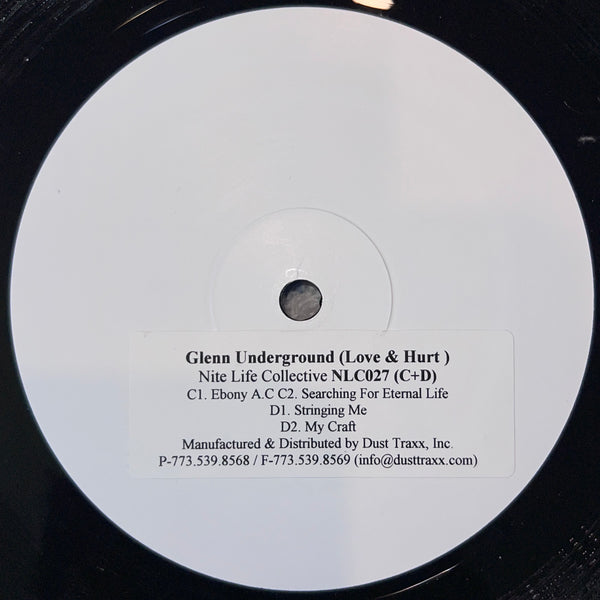 Glenn Underground (Love & Hurt )
Nite Life Collective NLC027 (C+D)
C1. Ebony A.C C2. Searching For Eternal Life
D1. Stringing Me
D2. My Craft
Manufactured & Distributed by Dust Traxx, Inc.
P-773.539.8568 / F-773.539.8569 (info@dusttraxx.com)